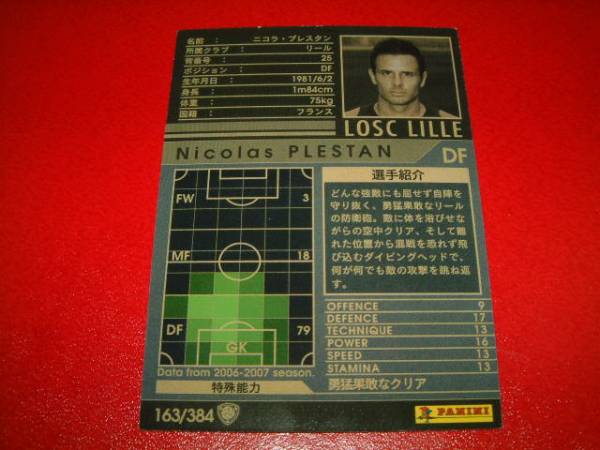 名前 : ニコラ・プレスタン
所属クラブ : リール
背番号 : 25
ポジション : DF
生年月日 : 1981/6/2
身長 : 1m84cm
体重 : 75kg
国籍 : フランス
LOSC LILLE
Nicolas PLESTAN DF
FW 3
MF 18
DF 79
GK
Data from 2006-2007 season.
選手紹介
どんな強敵にも屈せず自陣を
守り抜く、勇猛果敢なリール
の防衛砲。敵に体を浴びせな
がらの空中クリア、そして離
れた位置から混戦を恐れず飛
び込むダイビングヘッドで、
何が何でも敵の攻撃を跳ね返
す。
OFFENCE 9
DEFENCE 17
TECHNIQUE 13
POWER 16
SPEED 13
STAMINA 13
特殊能力 勇猛果敢なクリア
163/384
PANINI